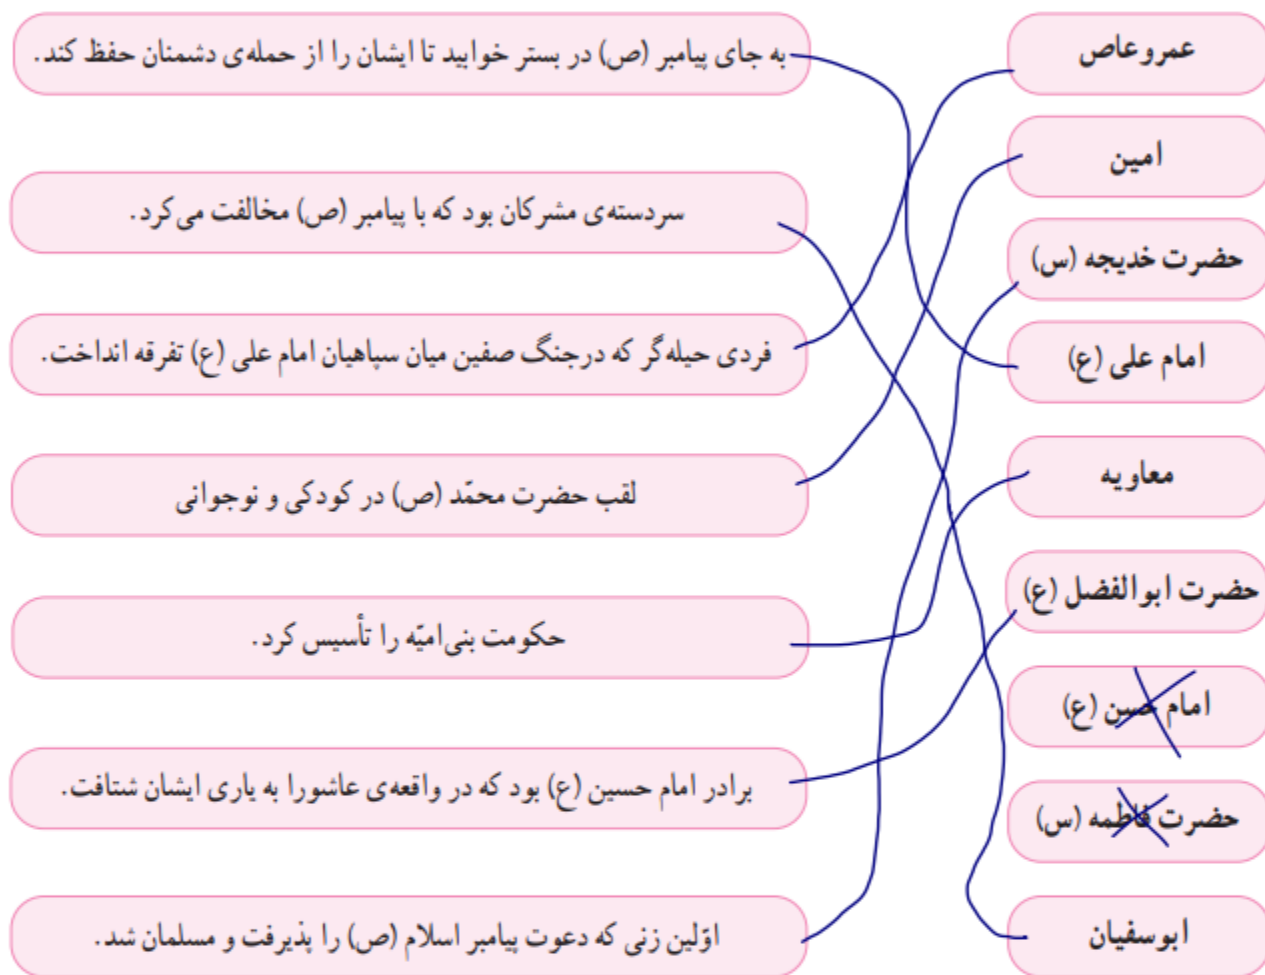 عمروعاص
به جای پیامبر (ص) در بستر خوابید تا ایشان را از حمله‌ی دشمنان حفظ کند.
امین
سردسته‌ی مشرکان بود که با پیامبر (ص) مخالفت می‌کرد.
حضرت خدیجه (س)
امام علی (ع)
فردی حیله‌گر که درجنگ صفین میان سپاهیان امام علی (ع) تفرقه انداخت.
معاویه
لقب حضرت محمّد (ص) در کودکی و نوجوانی
حضرت ابوالفضل (ع)
حکومت بنی‌امیّه را تأسیس کرد.
امام حسن (ع)
برادر امام حسین (ع) بود که در واقعه‌ی عاشورا به یاری ایشان شتافت.
حضرت فاطمه (س)
ابوسفیان
اوّلین زنی که دعوت پیامبر اسلام (ص) را پذیرفت و مسلمان شد.